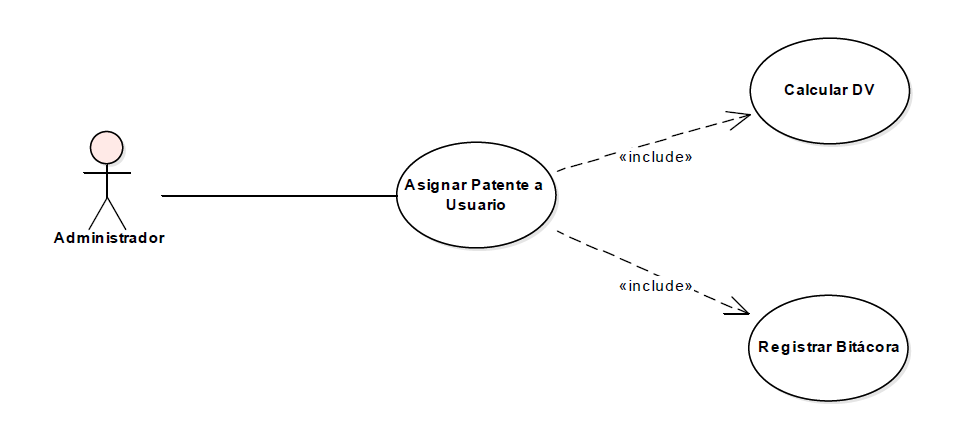 Calcular DV
«include»
Asignar Patente a
Usuario
Administrador
«include»
Registrar Bitácora